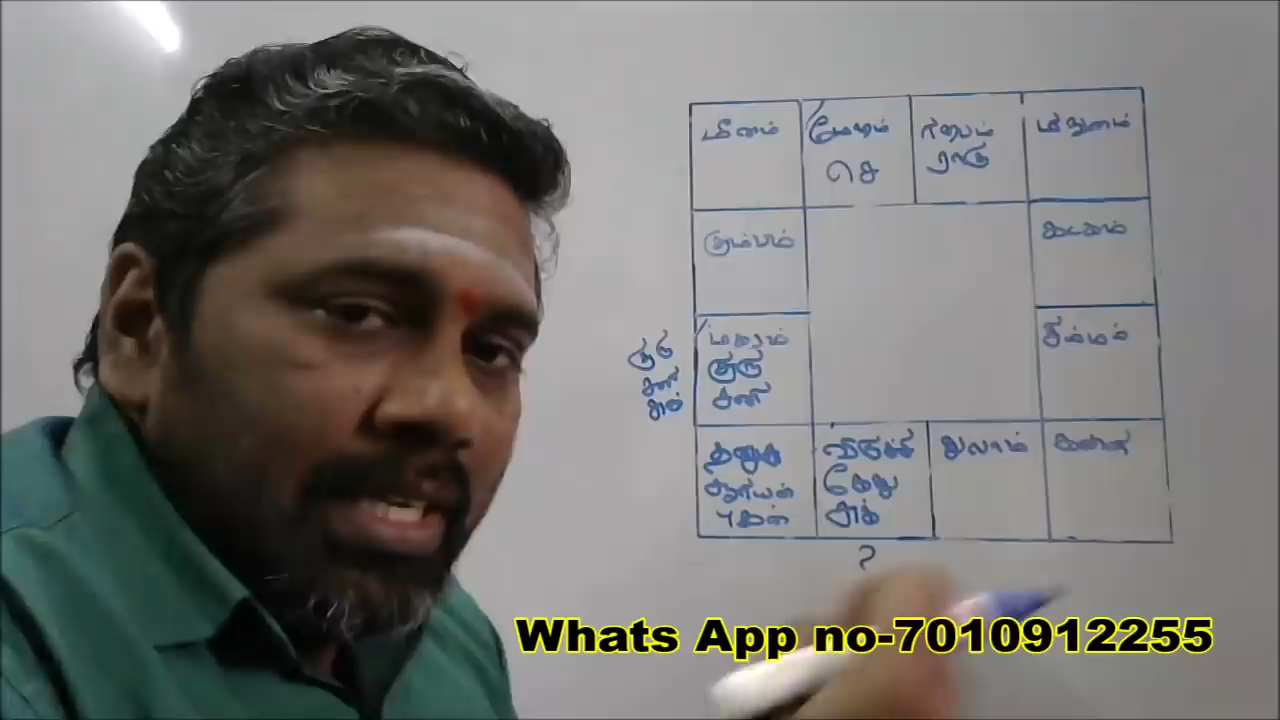 மீனம்
மேஷம்
செ
ரிஷபம்
ராகு
மிதுனம்
கும்பம்
கடகம்
மகரம்
குரு
சனி
குரு
சனி
சிம்மம்
தனுசு
சூரியன்
புதன்
கேது
சுக்
துலாம்
கன்னி
?
Whats App no-7010912255